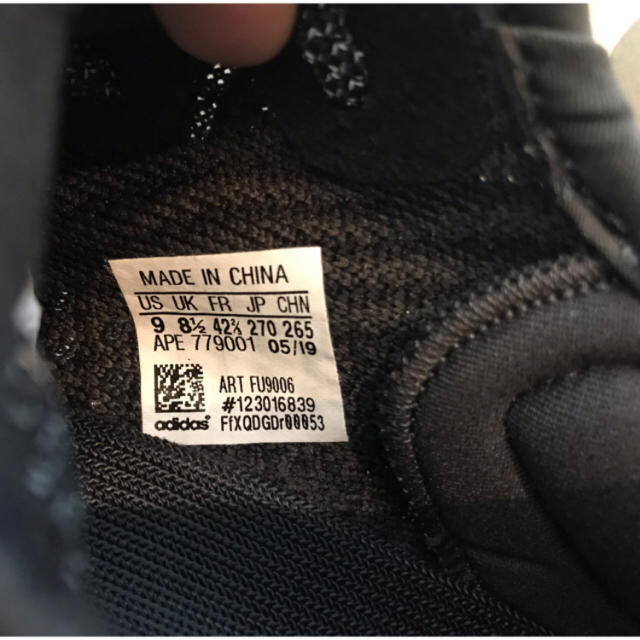 MADE IN CHINA
US UK FR JP CHN
9 8½ 42⅔ 270 265
APE 779001 05/19
ART FU9006
#123016839
adidas FfXQDGDr00053